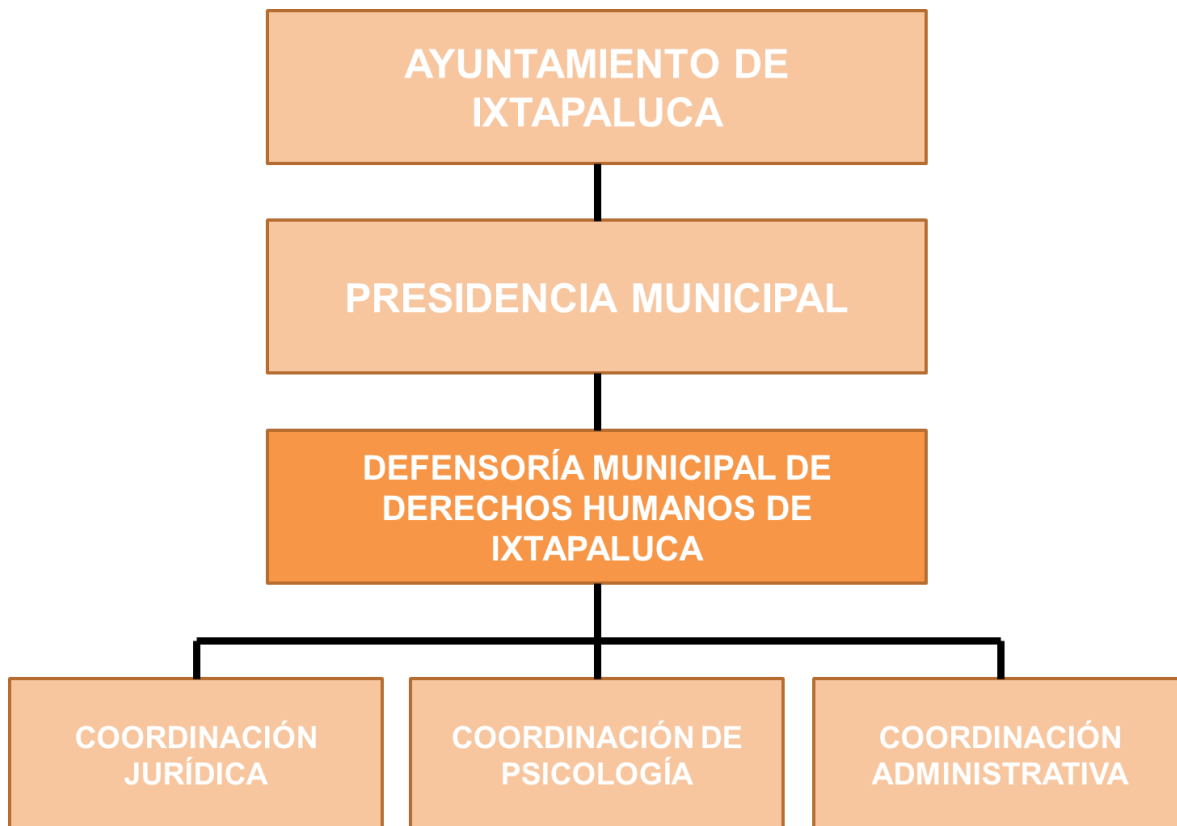 AYUNTAMIENTO DE
IXTAPALUCA
PRESIDENCIA MUNICIPAL
DEFENSORÍA MUNICIPAL DE
DERECHOS HUMANOS DE
IXTAPALUCA
COORDINACIÓN
JURÍDICA
COORDINACIÓN DE
PSICOLOGÍA
COORDINACIÓN
ADMINISTRATIVA